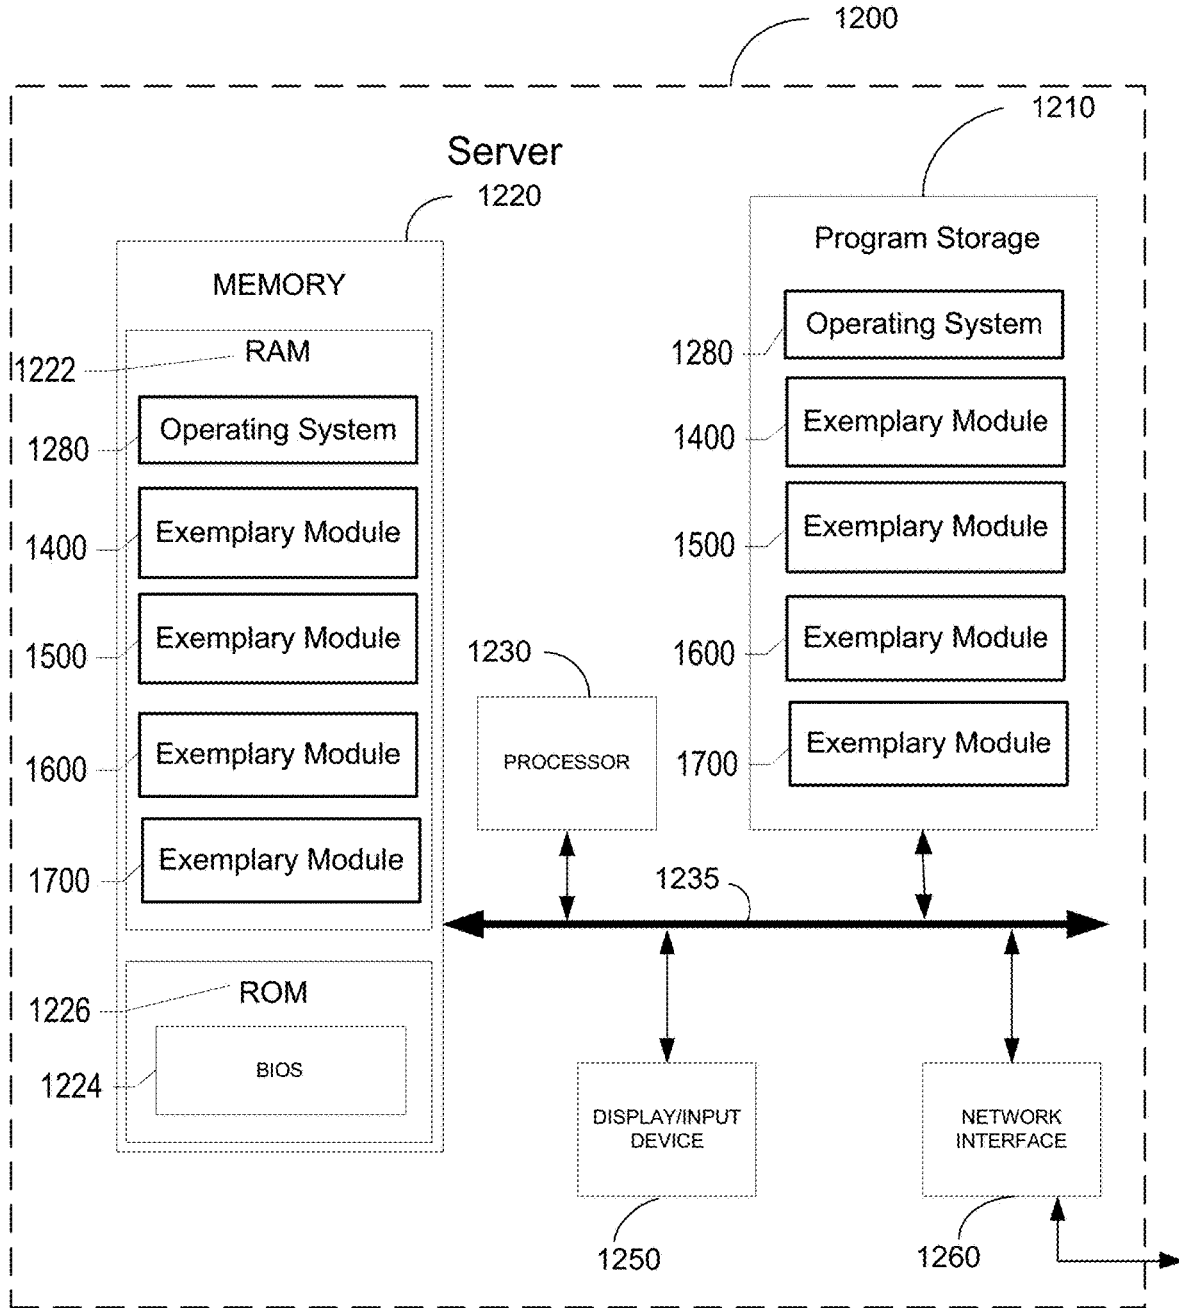 1200
1210
Server
1220
Program Storage
MEMORY
Operating System
1280
RAM
1222
Exemplary Module
1400
Operating System
1280
Exemplary Module
1500
Exemplary Module
1400
Exemplary Module
1600
Exemplary Module
1500
1230
Exemplary Module
1700
PROCESSOR
Exemplary Module
1600
Exemplary Module
1700
1235
ROM
1226
BIOS
1224
DISPLAY/INPUT
DEVICE
NETWORK
INTERFACE
1250
1260